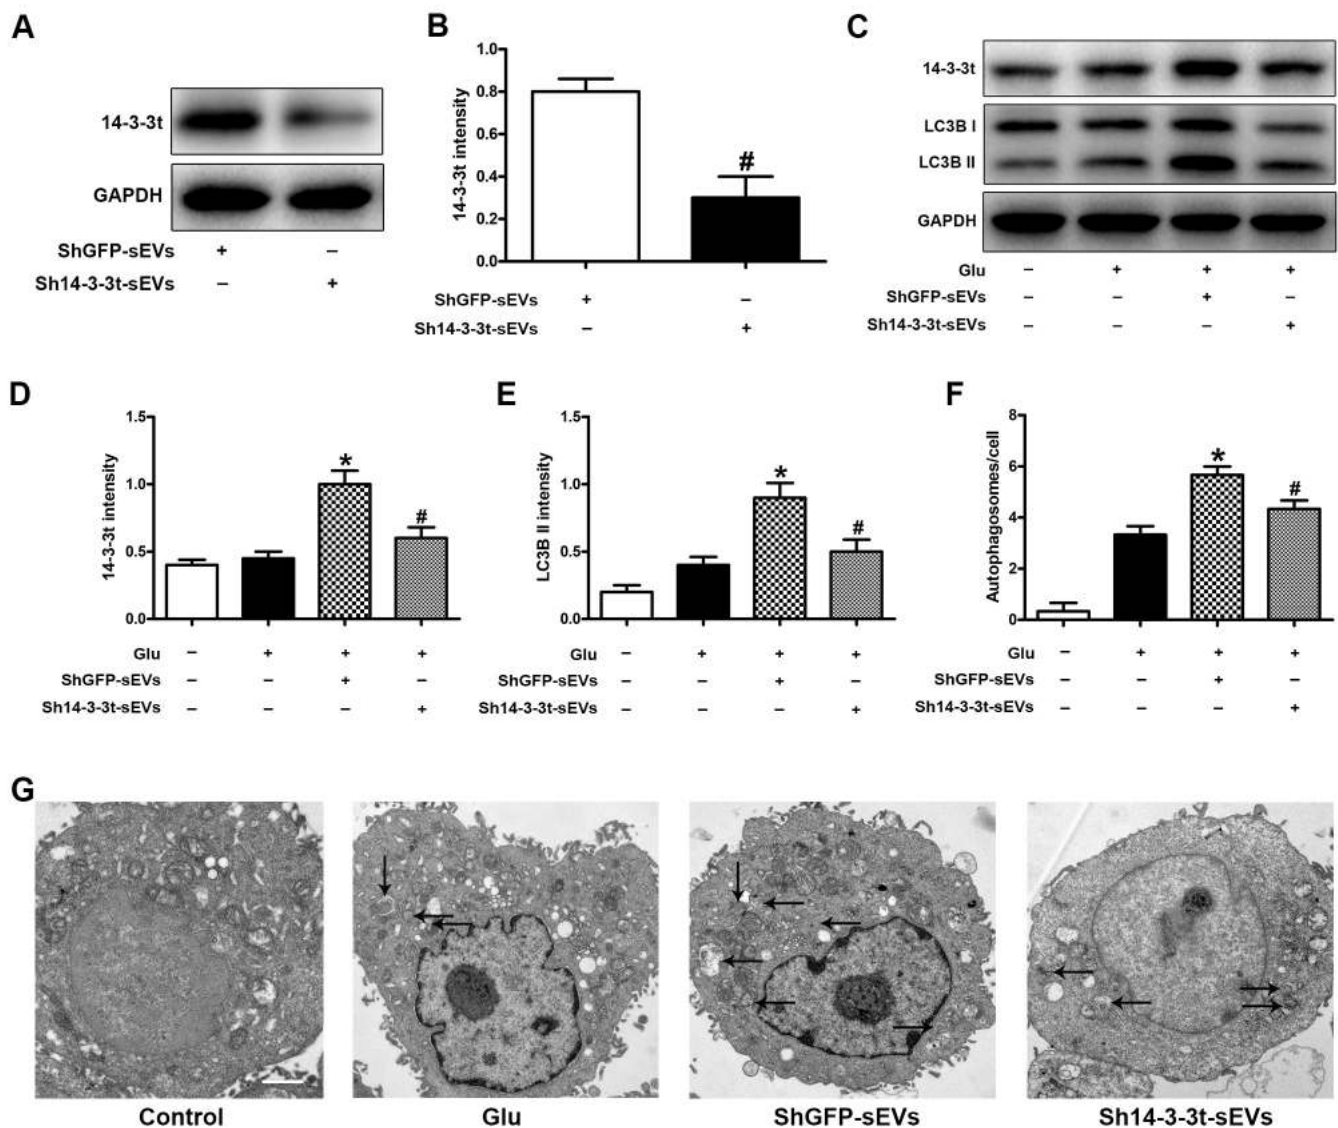 A
14-3-3t
GAPDH
ShGFP-sEVs + –
Sh14-3-3t-sEVs – +
B
14-3-3t intensity
1.0
0.8
0.6
0.4
0.2
0.0
#
ShGFP-sEVs + –
Sh14-3-3t-sEVs – +
C
14-3-3t
LC3B I
LC3B II
GAPDH
Glu – + + +
ShGFP-sEVs – – + –
Sh14-3-3t-sEVs – – – +
D
14-3-3t intensity
1.5
1.0
0.5
0.0
*
#
Glu – + + +
ShGFP-sEVs – – + –
Sh14-3-3t-sEVs – – – +
E
LC3B II intensity
1.5
1.0
0.5
0.0
*
#
Glu – + + +
ShGFP-sEVs – – + –
Sh14-3-3t-sEVs – – – +
F
Autophagosomes/cell
8
6
4
2
0
*
#
Glu – + + +
ShGFP-sEVs – – + –
Sh14-3-3t-sEVs – – – +
G
Control
Glu
ShGFP-sEVs
Sh14-3-3t-sEVs